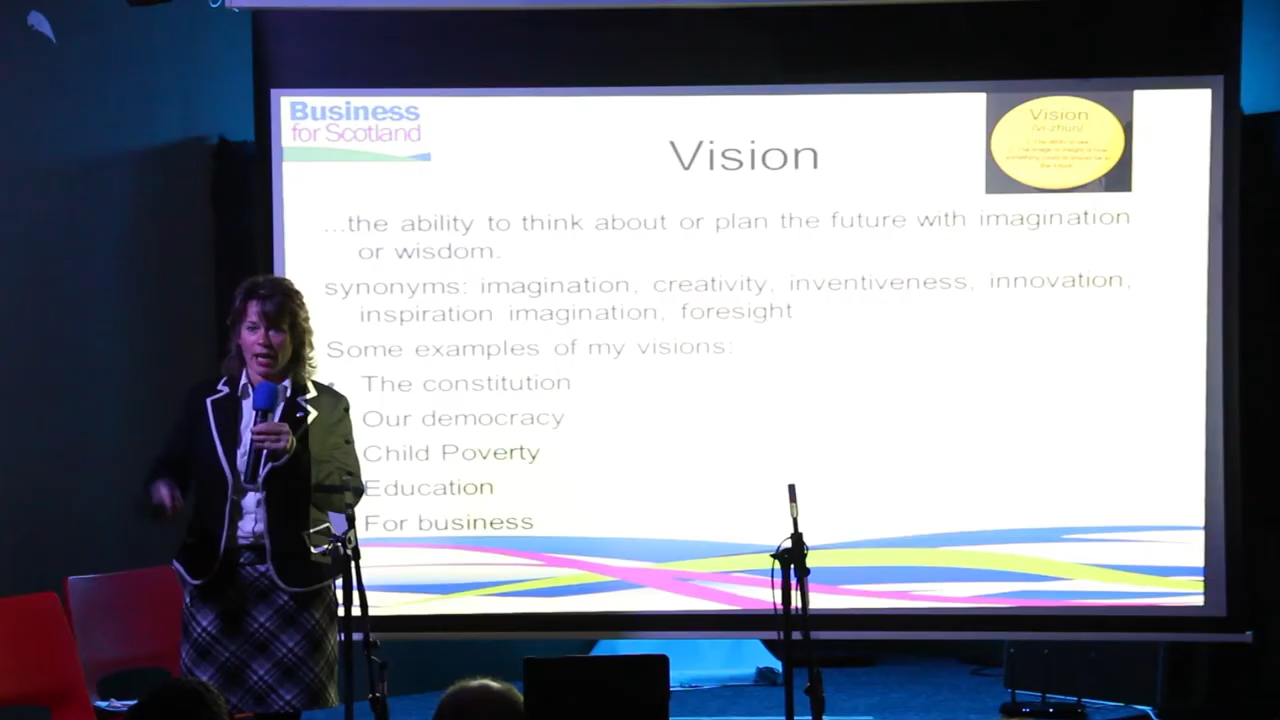 Business
for Scotland
Vision
Vision
/vi-zhun/
...the ability to think about or plan the future with imagination
or wisdom.
synonyms: imagination, creativity, inventiveness, innovation,
inspiration imagination, foresight
Some examples of my visions:
The constitution
Our democracy
Child Poverty
Education
For business